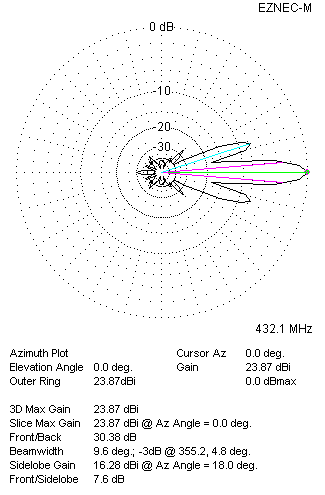 EZNEC-M
0 dB
-10
-20
-30
432.1 MHz
Azimuth Plot Cursor Az 0.0 deg.
Elevation Angle 0.0 deg. Gain 23.87 dBi
Outer Ring 23.87dBi 0.0 dBmax
3D Max Gain 23.87 dBi
Slice Max Gain 23.87 dBi @ Az Angle = 0.0 deg.
Front/Back 30.38 dB
Beamwidth 9.6 deg.; -3dB @ 355.2, 4.8 deg.
Sidelobe Gain 16.28 dBi @ Az Angle = 18.0 deg.
Front/Sidelobe 7.6 dB